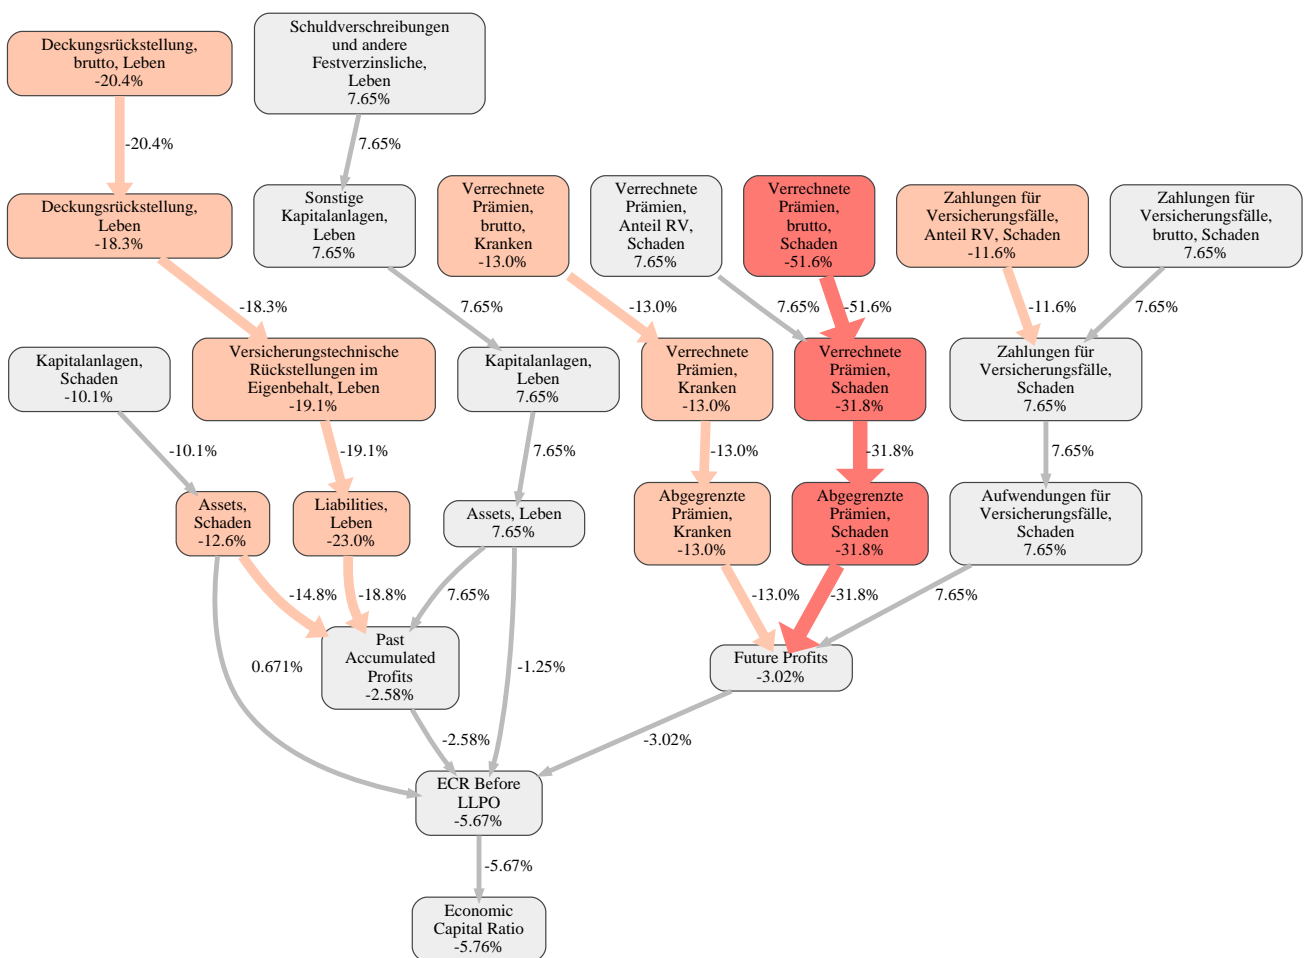 Schuldverschreibungen
und andere
Festverzinsliche,
Leben
7.65%
Deckungsrückstellung,
brutto, Leben
-20.4%
-20.4%
7.65%
Deckungsrückstellung,
Leben
-18.3%
Sonstige
Kapitalanlagen,
Leben
7.65%
Verrechnete
Prämien,
brutto,
Kranken
-13.0%
Verrechnete
Prämien,
Anteil RV,
Schaden
7.65%
Verrechnete
Prämien,
brutto,
Schaden
-51.6%
Zahlungen für
Versicherungsfälle,
Anteil RV, Schaden
-11.6%
Zahlungen für
Versicherungsfälle,
brutto, Schaden
7.65%
-18.3%
7.65%
-13.0%
7.65%
-51.6%
-11.6%
7.65%
Kapitalanlagen,
Schaden
-10.1%
Versicherungstechnische
Rückstellungen im
Eigenbehalt, Leben
-19.1%
Kapitalanlagen,
Leben
7.65%
Verrechnete
Prämien,
Kranken
-13.0%
Verrechnete
Prämien,
Schaden
-31.8%
Zahlungen für
Versicherungsfälle,
Schaden
7.65%
-10.1%
-19.1%
7.65%
-13.0%
-31.8%
7.65%
Assets,
Schaden
-12.6%
Liabilities,
Leben
-23.0%
Assets, Leben
7.65%
Abgegrenzte
Prämien,
Kranken
-13.0%
Abgegrenzte
Prämien,
Schaden
-31.8%
Aufwendungen für
Versicherungsfälle,
Schaden
7.65%
-14.8%
-18.8%
7.65%
-13.0%
-31.8%
7.65%
0.671%
Past
Accumulated
Profits
-2.58%
-1.25%
Future Profits
-3.02%
-2.58%
-3.02%
ECR Before
LLPO
-5.67%
-5.67%
Economic
Capital Ratio
-5.76%